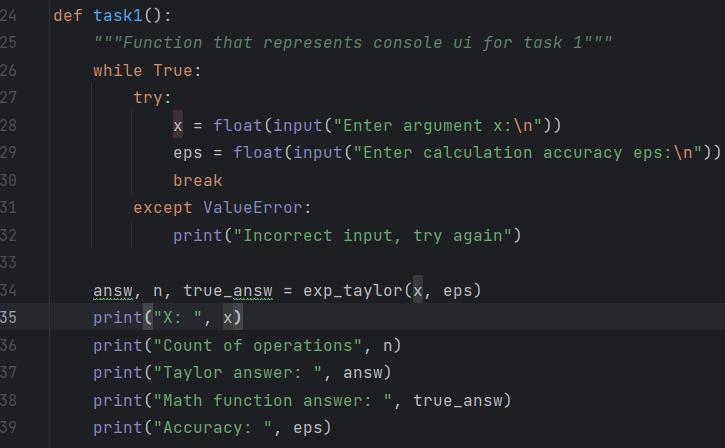 24 def task1():
25     """Function that represents console ui for task 1"""
26     while True:
27         try:
28             x = float(input("Enter argument x:\n"))
29             eps = float(input("Enter calculation accuracy eps:\n"))
30             break
31         except ValueError:
32             print("Incorrect input, try again")
33
34     answ, n, true_answ = exp_taylor(x, eps)
35     print("X: ", x)
36     print("Count of operations", n)
37     print("Taylor answer: ", answ)
38     print("Math function answer: ", true_answ)
39     print("Accuracy: ", eps)